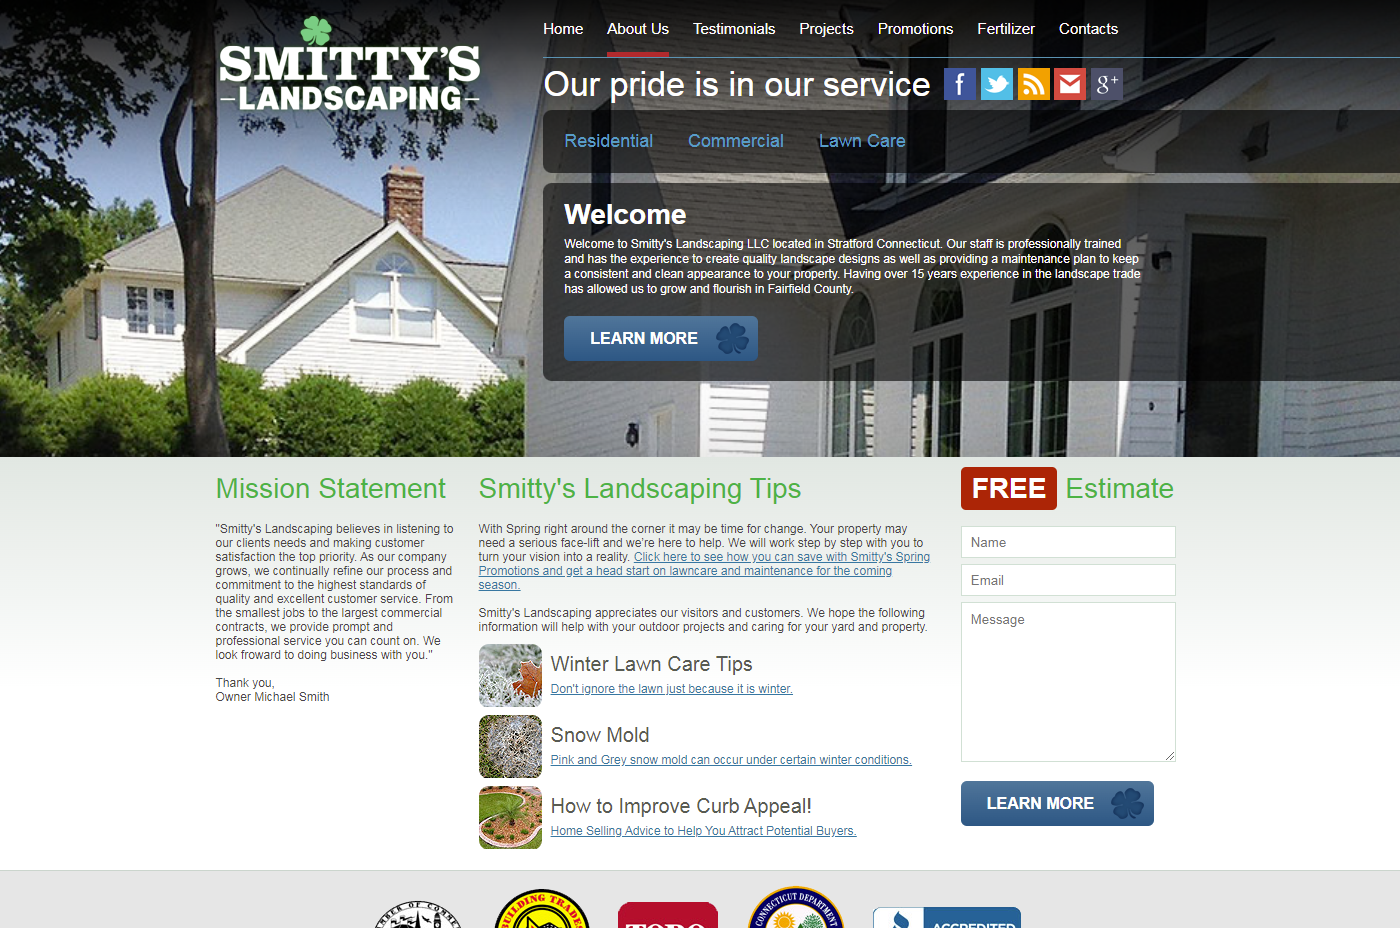 SMITTY'S
LANDSCAPING
Home About Us Testimonials Projects Promotions Fertilizer Contacts
Our pride is in our service
Residential Commercial Lawn Care
Welcome
Welcome to Smitty's Landscaping LLC located in Stratford Connecticut. Our staff is professionally trained
and has the experience to create quality landscape designs as well as providing a maintenance plan to keep
a consistent and clean appearance to your property. Having over 15 years experience in the landscape trade
has allowed us to grow and flourish in Fairfield County.
LEARN MORE
Mission Statement
"Smitty's Landscaping believes in listening to
our clients needs and making customer
satisfaction the top priority. As our company
grows, we continually refine our process and
commitment to the highest standards of
quality and excellent customer service. From
the smallest jobs to the largest commercial
contracts, we provide prompt and
professional service you can count on. We
look froward to doing business with you."
Thank you,
Owner Michael Smith
Smitty's Landscaping Tips
With Spring right around the corner it may be time for change. Your property may
need a serious face-lift and we're here to help. We will work step by step with you to
turn your vision into a reality. Click here to see how you can save with Smitty's Spring
Promotions and get a head start on lawncare and maintenance for the coming
season.
Smitty's Landscaping appreciates our visitors and customers. We hope the following
information will help with your outdoor projects and caring for your yard and property.
Winter Lawn Care Tips
Don't ignore the lawn just because it is winter.
Snow Mold
Pink and Grey snow mold can occur under certain winter conditions.
How to Improve Curb Appeal!
Home Selling Advice to Help You Attract Potential Buyers.
FREE Estimate
Name
Email
Message
LEARN MORE
BUILDING TRADES
CONNECTICUT DEPARTMENT
TORO
ACCREDITED